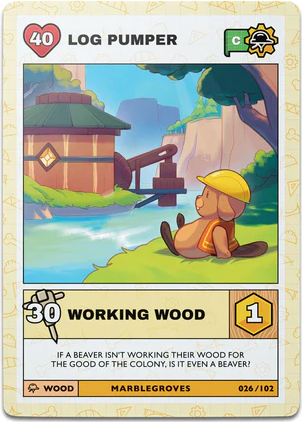 40 LOG PUMPER C
30 WORKING WOOD 1
IF A BEAVER ISN'T WORKING THEIR WOOD FOR
THE GOOD OF THE COLONY, IS IT EVEN A BEAVER?
WOOD MARBLEGROVES 026/102